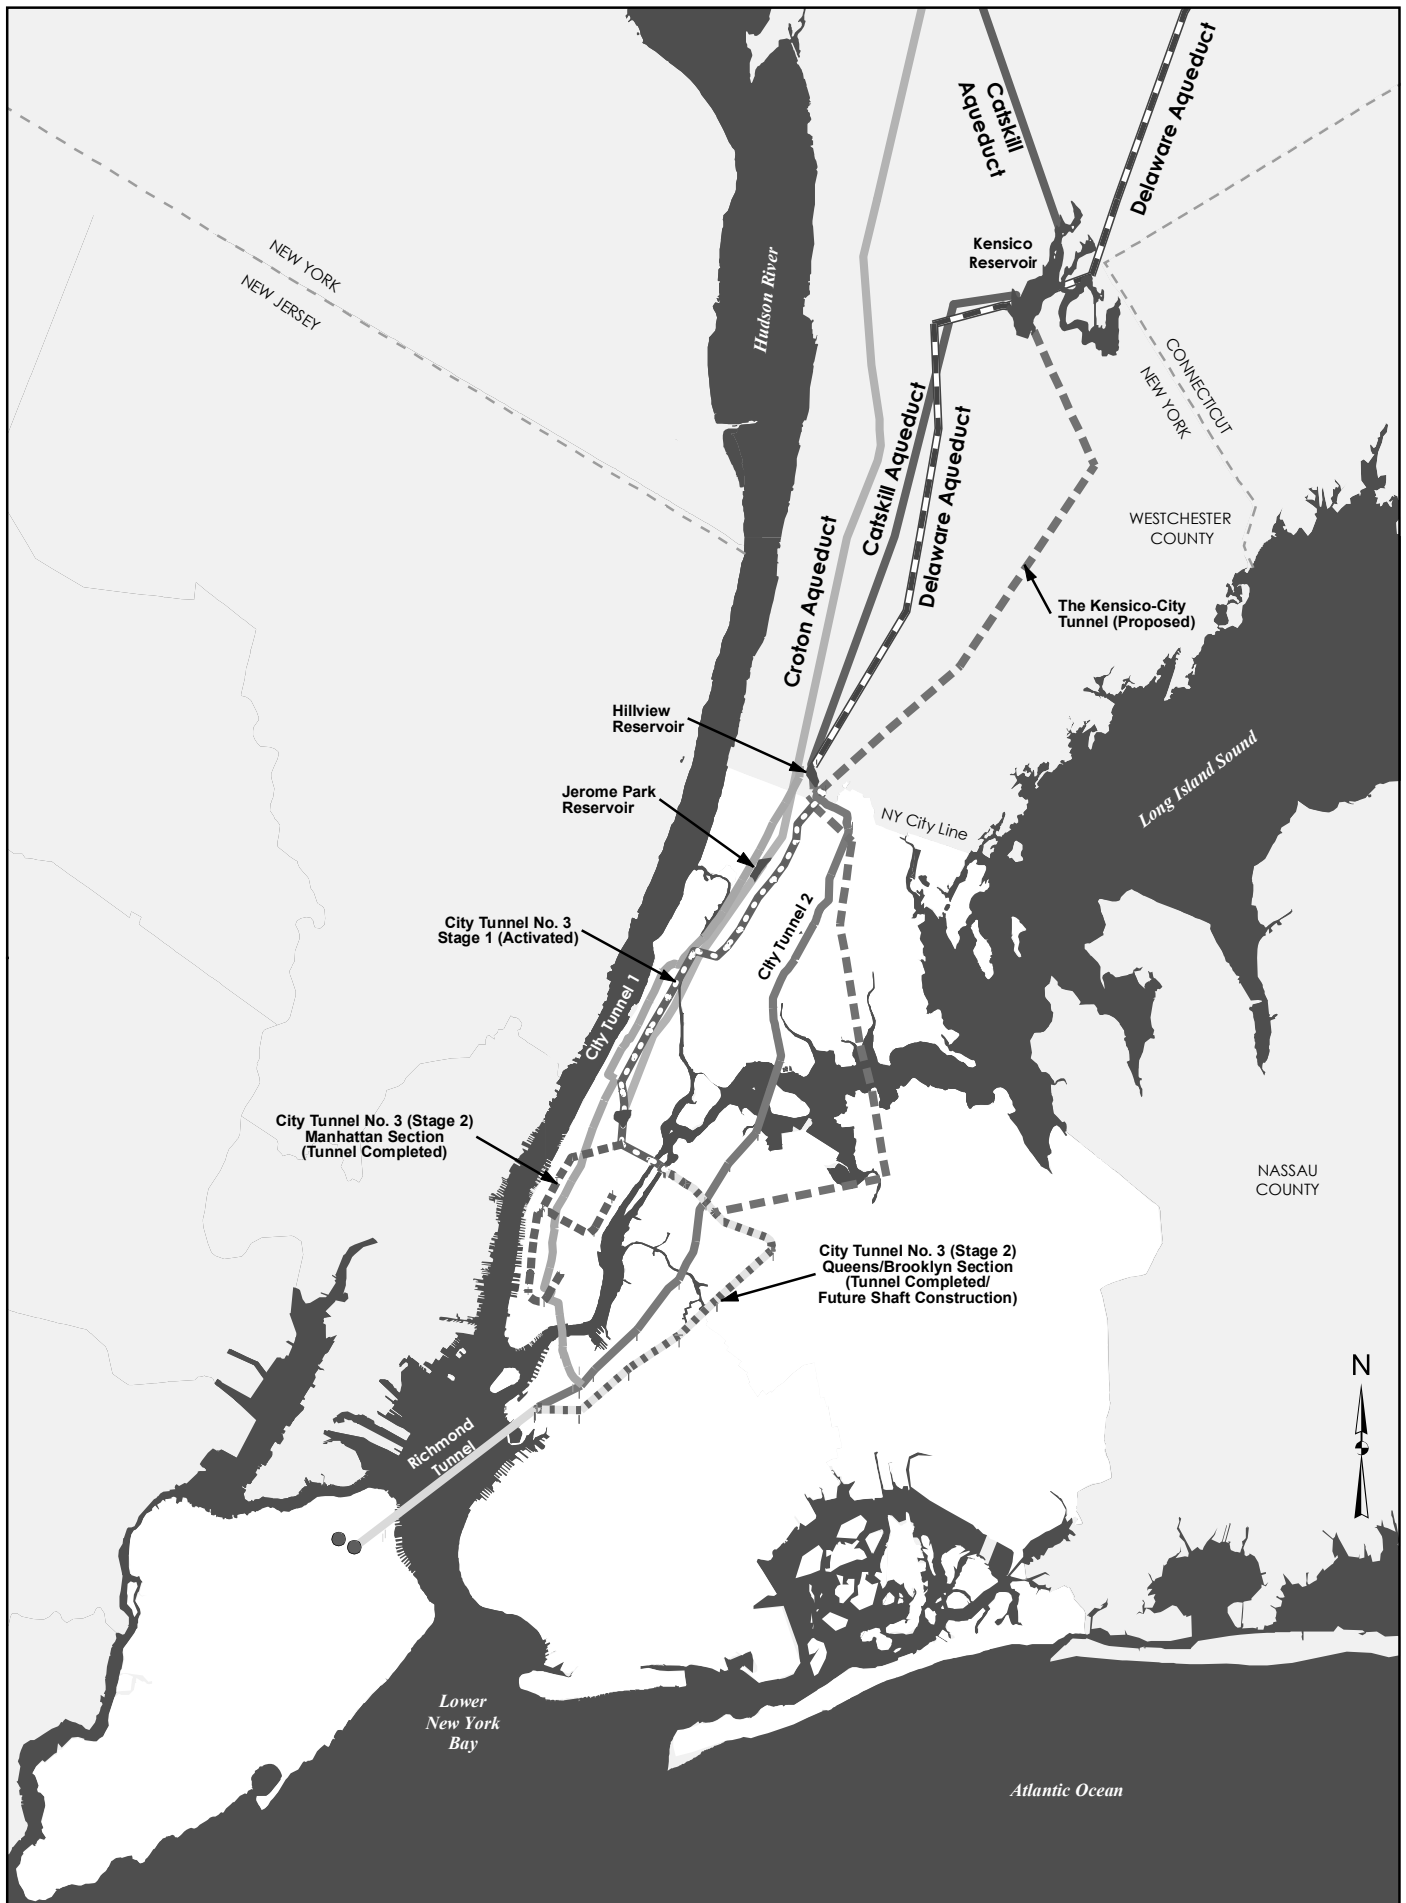 Catskill
Aqueduct
Delaware Aqueduct
Kensico
Reservoir
NEW YORK
NEW JERSEY
Hudson River
CONNECTICUT
NEW YORK
Catskill Aqueduct
Delaware Aqueduct
WESTCHESTER
COUNTY
Croton Aqueduct
The Kensico-City
Tunnel (Proposed)
Hillview
Reservoir
Long Island Sound
Jerome Park
Reservoir
NY City Line
City Tunnel No. 3
Stage 1 (Activated)
City Tunnel 2
City Tunnel 1
City Tunnel No. 3 (Stage 2)
Manhattan Section
(Tunnel Completed)
NASSAU
COUNTY
City Tunnel No. 3 (Stage 2)
Queens/Brooklyn Section
(Tunnel Completed/
Future Shaft Construction)
N
Richmond
Tunnel
Lower
New York
Bay
Atlantic Ocean